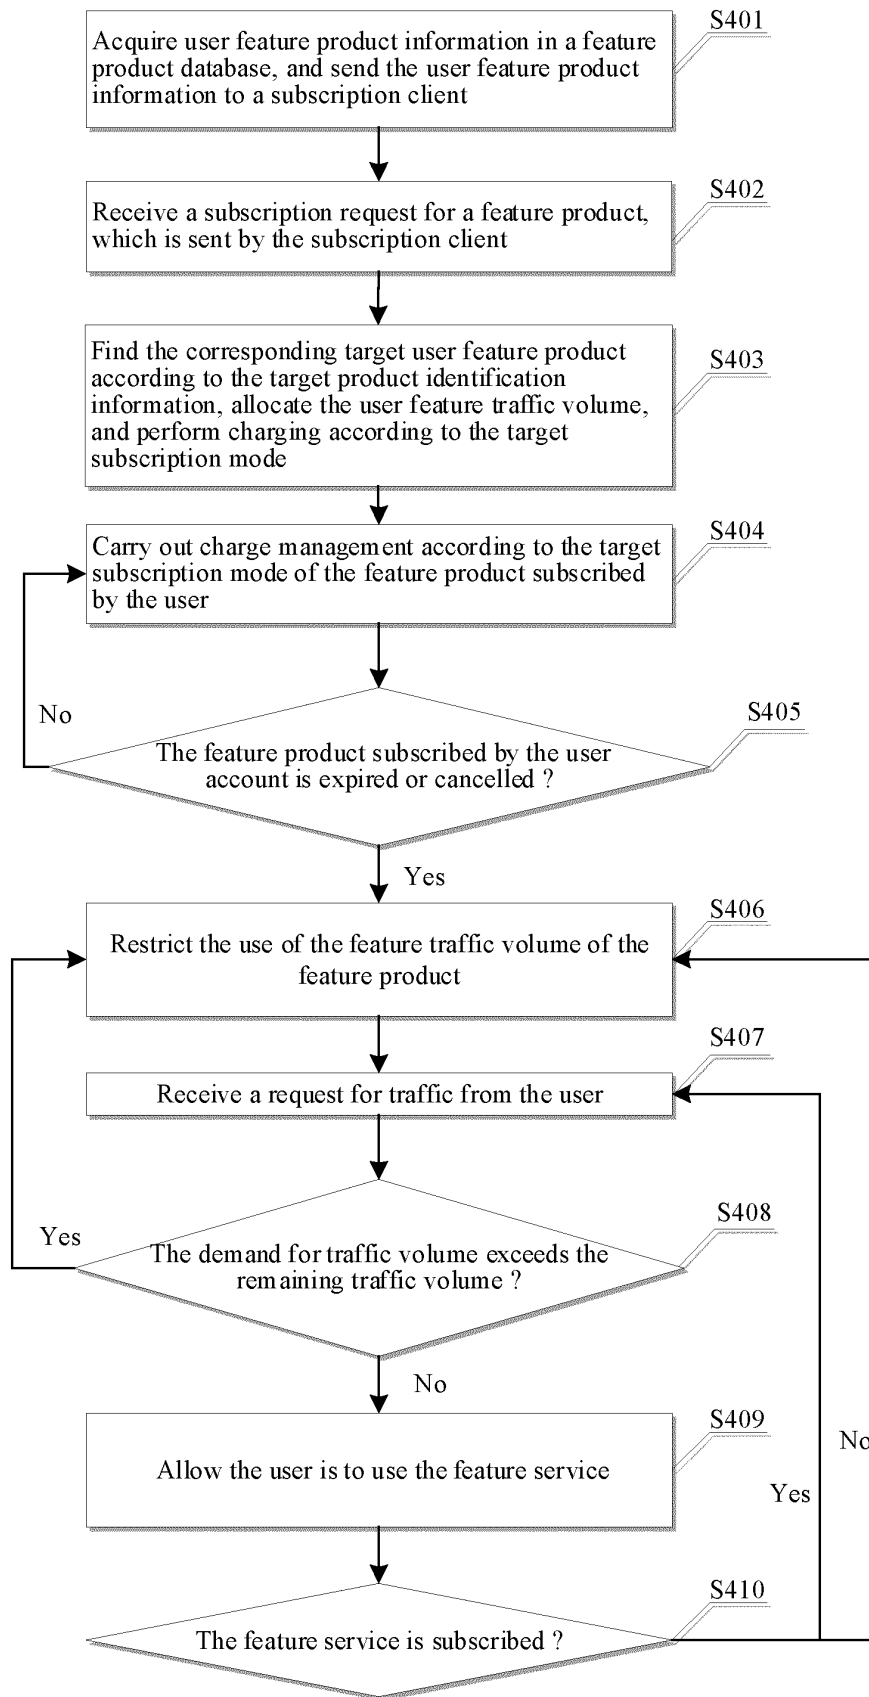 S401
Acquire user feature product information in a feature
product database, and send the user feature product
information to a subscription client
S402
Receive a subscription request for a feature product,
which is sent by the subscription client
S403
Find the corresponding target user feature product
according to the target product identification
information, allocate the user feature traffic volume,
and perform charging according to the target
subscription mode
S404
Carry out charge management according to the target
subscription mode of the feature product subscribed
by the user
No
S405
The feature product subscribed by the user
account is expired or cancelled ?
Yes
S406
Restrict the use of the feature traffic volume of the
feature product
S407
Receive a request for traffic from the user
Yes
S408
The demand for traffic volume exceeds the
remaining traffic volume ?
No
S409
Allow the user is to use the feature service
No
Yes
S410
The feature service is subscribed ?